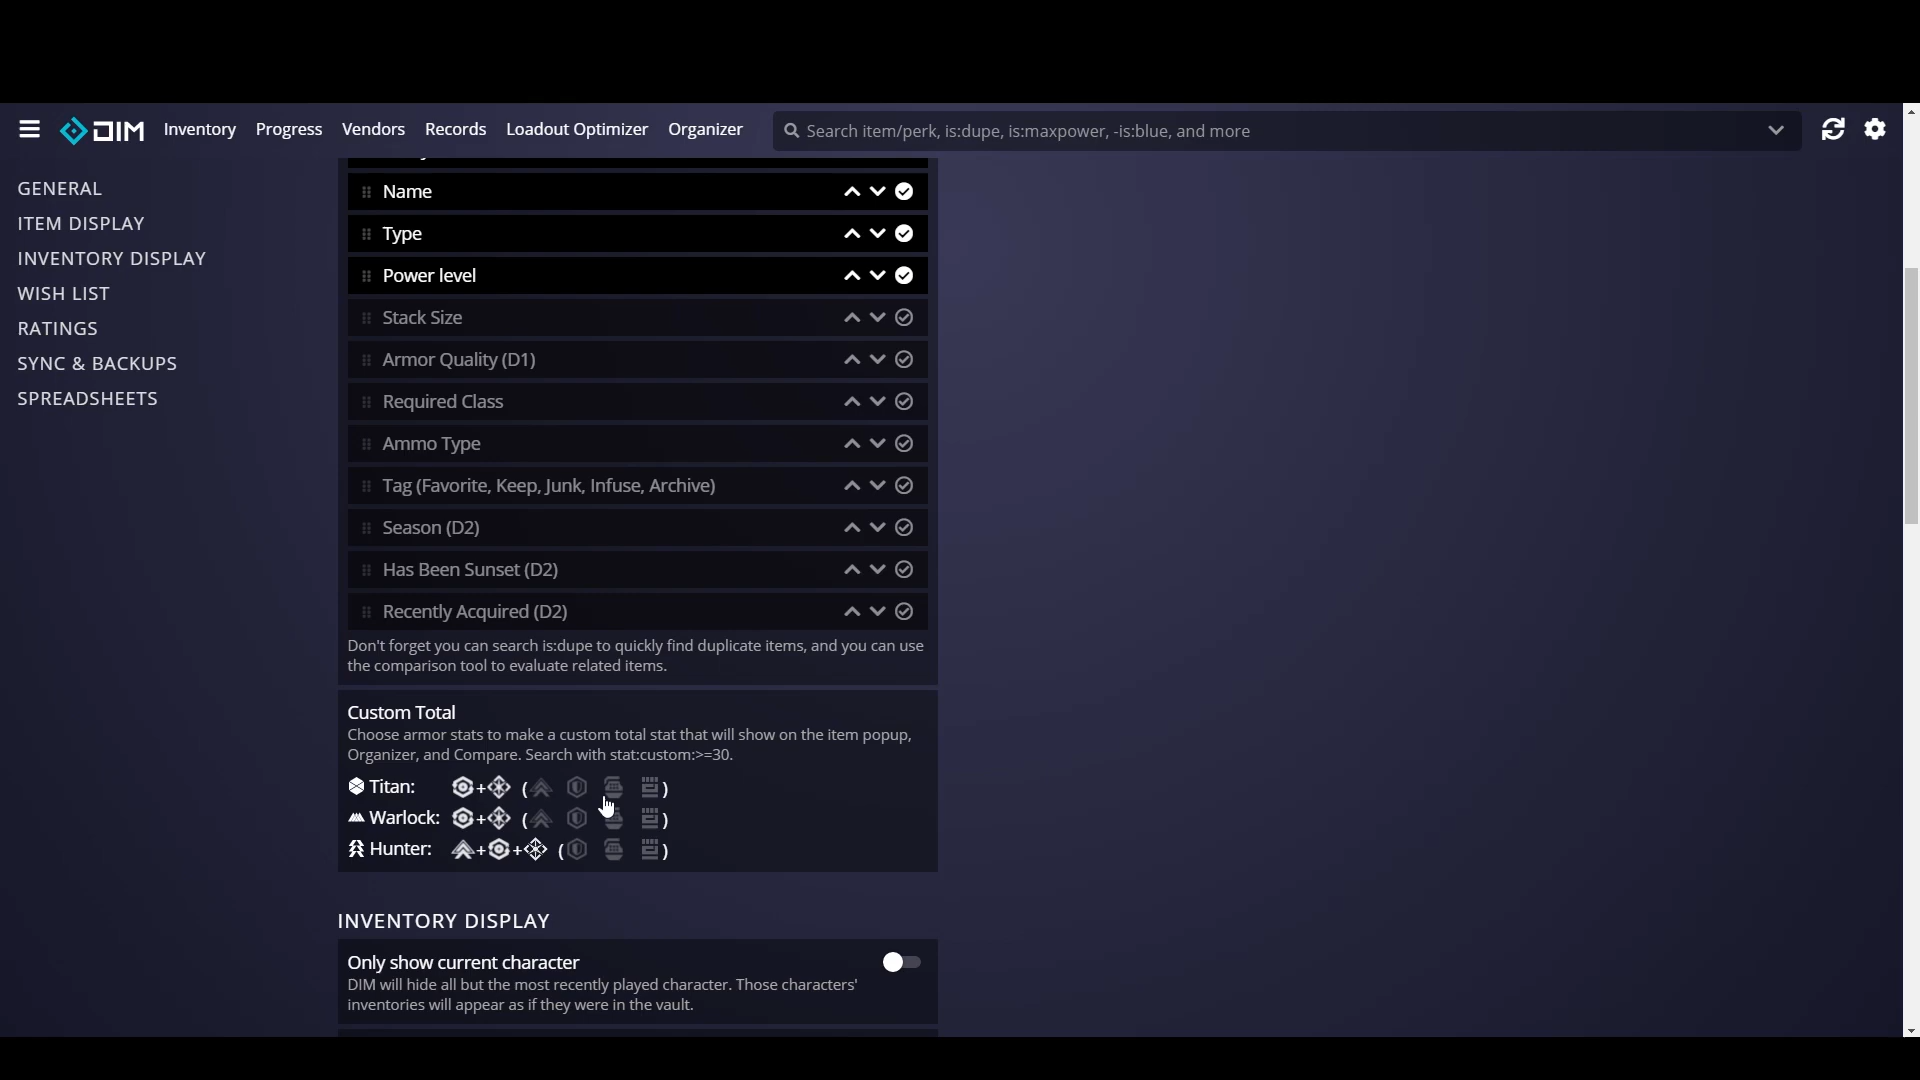 DIM Inventory Progress Vendors Records Loadout Optimizer Organizer Search item/perk, is:dupe, is:maxpower, -is:blue, and more
GENERAL
ITEM DISPLAY
INVENTORY DISPLAY
WISH LIST
RATINGS
SYNC & BACKUPS
SPREADSHEETS
Name
Type
Power level
Stack Size
Armor Quality (D1)
Required Class
Ammo Type
Tag (Favorite, Keep, Junk, Infuse, Archive)
Season (D2)
Has Been Sunset (D2)
Recently Acquired (D2)
Don't forget you can search is:dupe to quickly find duplicate items, and you can use
the comparison tool to evaluate related items.
Custom Total
Choose armor stats to make a custom total stat that will show on the item popup,
Organizer, and Compare. Search with stat:custom:>=30.
Titan: + ( )
Warlock: + ( )
Hunter: + + ( )
INVENTORY DISPLAY
Only show current character
DIM will hide all but the most recently played character. Those characters'
inventories will appear as if they were in the vault.